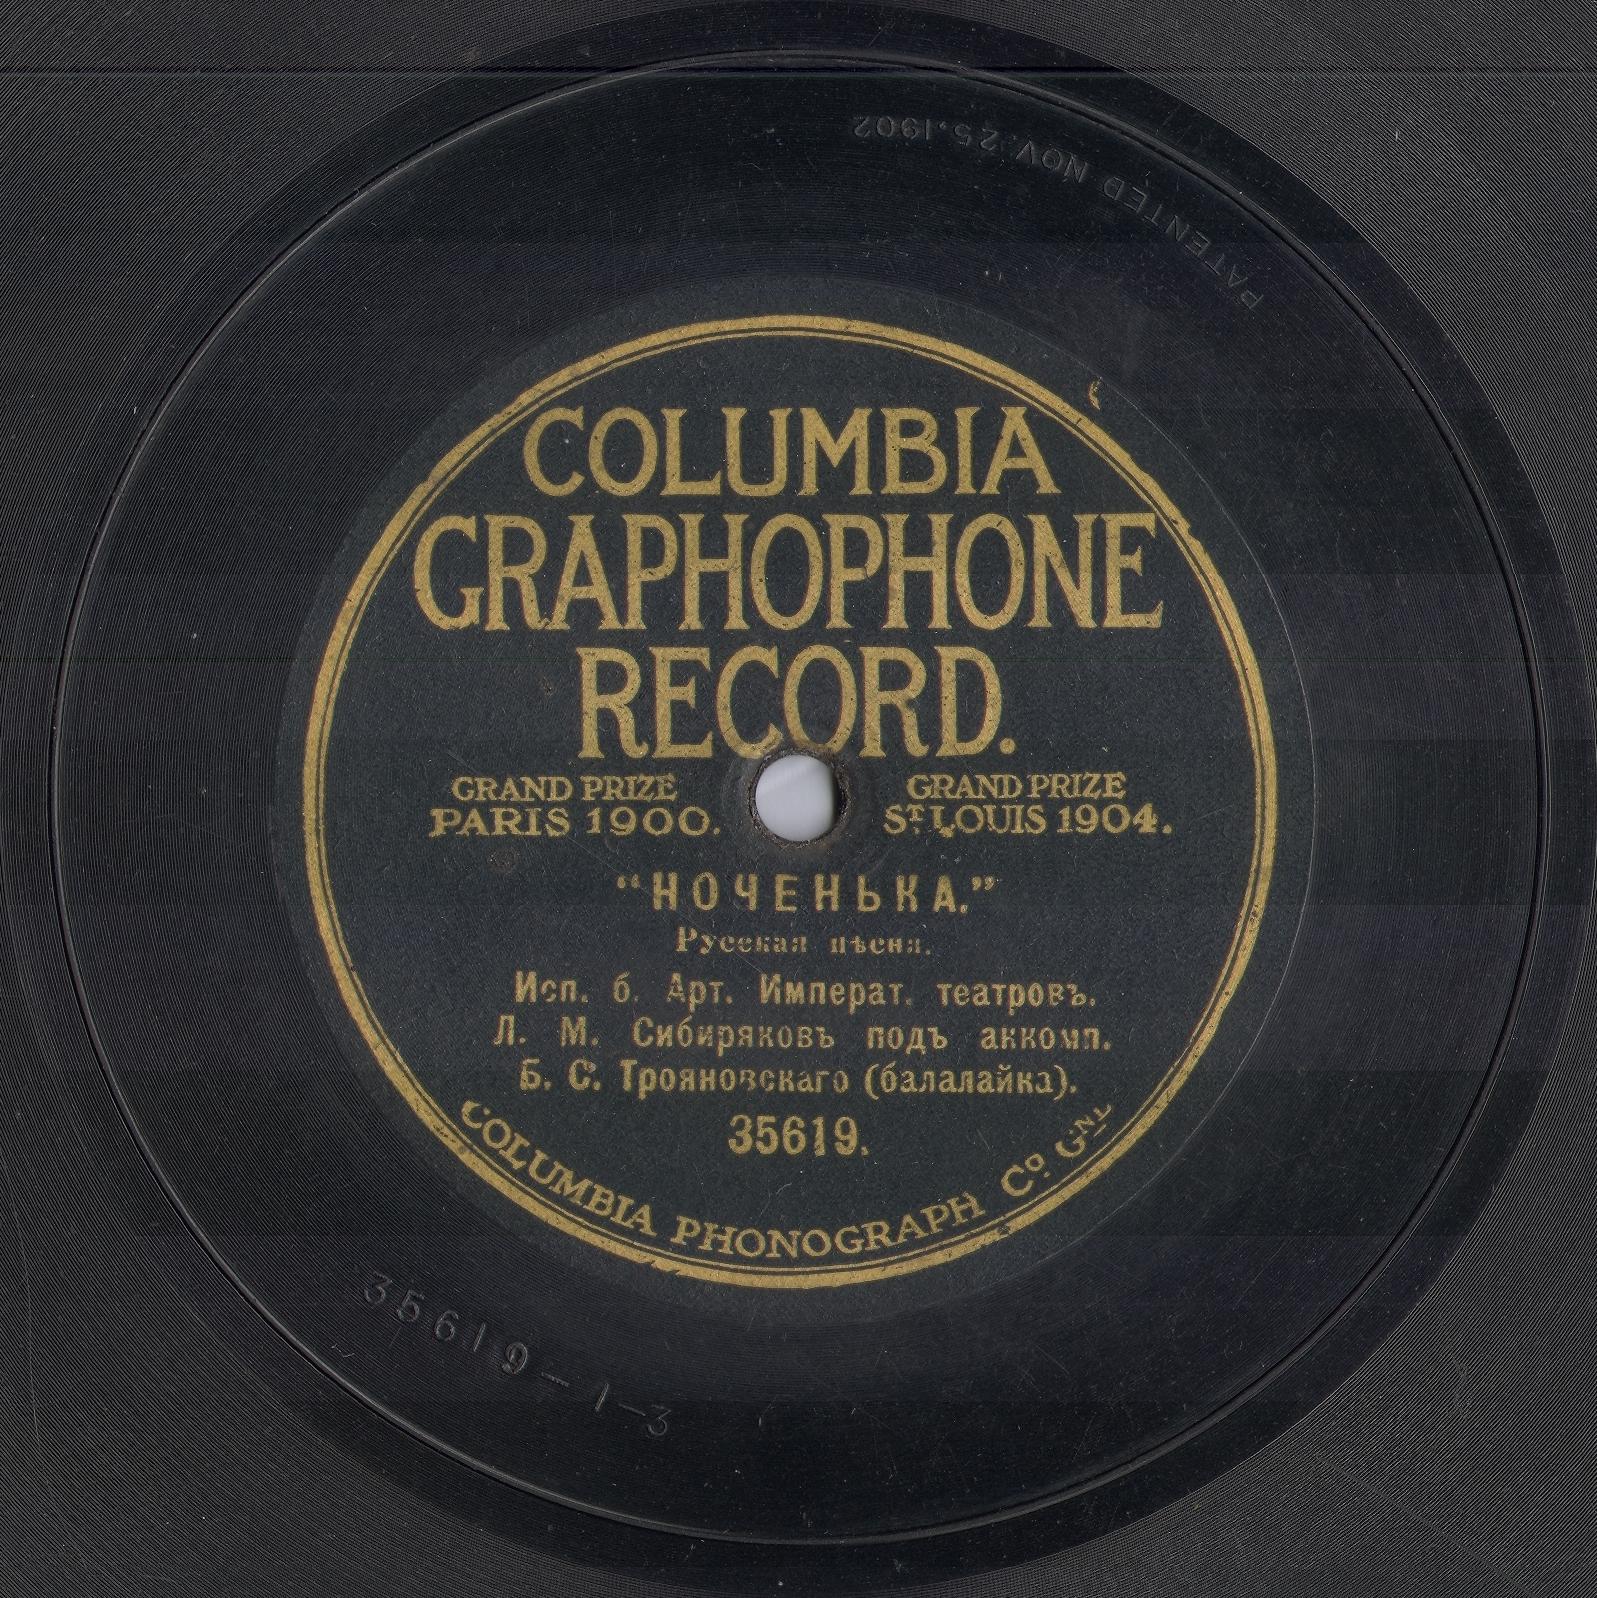 PATENTED NOV. 25. 1902
COLUMBIA
GRAPHOPHONE
RECORD.
GRAND PRIZE
PARIS 1900.
GRAND PRIZE
ST LOUIS 1904.
“НОЧЕНЬКА.”
Русская пѣсня.
Исп. б. Арт. Императ. театровъ.
Л. М. Сибиряковъ подъ аккомп.
Б. С. Трояновскаго (балалайка).
35619.
COLUMBIA PHONOGRAPH Co GNL
35619-1-3